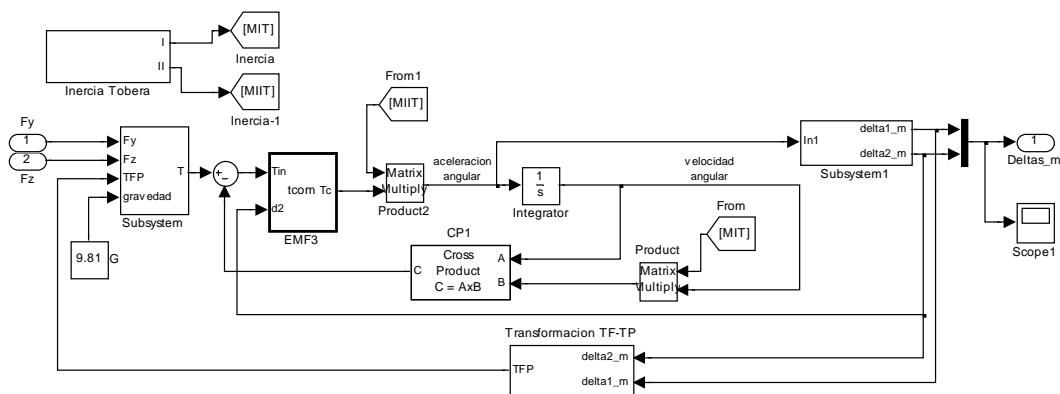 I
II
Inercia Tobera
[MIT]
Inercia
[MIIT]
Inercia-1
From1
[MIIT]
Fy
1
2
Fz
Fy
Fz
TFP
gravedad
T
Subsystem
9.81
G
+
−
Tin
d2
tcom Tc
EMF3
Matrix
Multiply
Product2
aceleracion
angular
1
s
Integrator
velocidad
angular
From
[MIT]
Product
Matrix
Multiply
CP1
C
Cross
Product
C = AxB
A
B
In1
delta1_m
delta2_m
Subsystem1
1
Deltas_m
Scope1
Transformacion TF-TP
TFP
delta2_m
delta1_m